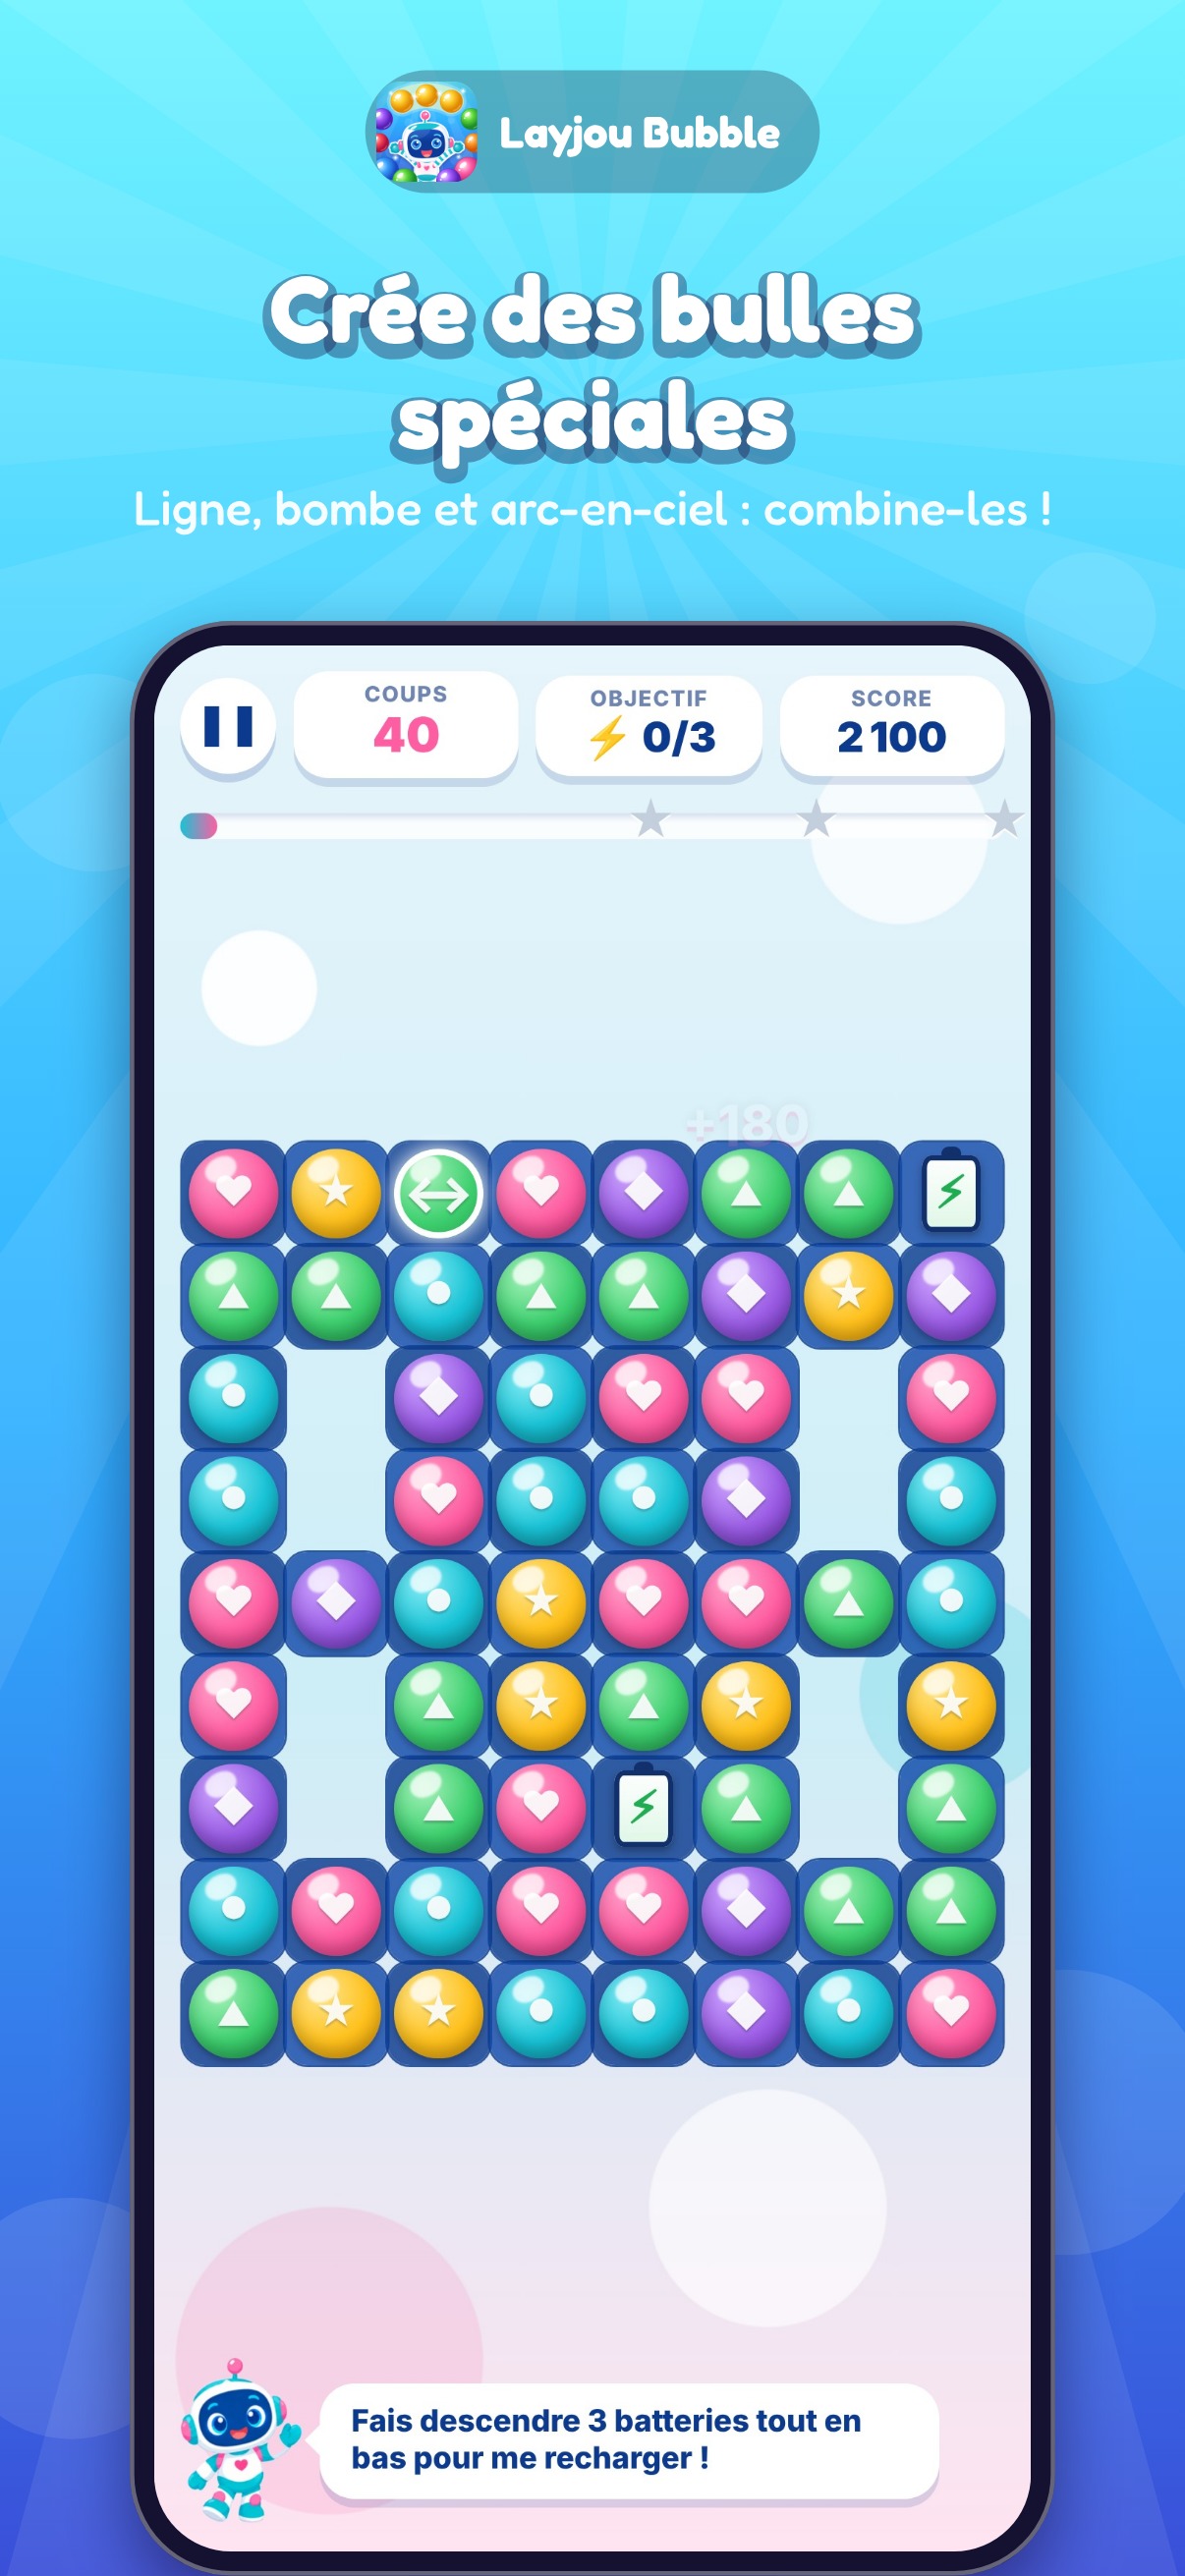 Layjou Bubble
Crée des bulles
spéciales
Ligne, bombe et arc-en-ciel : combine-les !
COUPS
40
OBJECTIF
⚡ 0/3
SCORE
2 100
+180
Fais descendre 3 batteries tout en
bas pour me recharger !